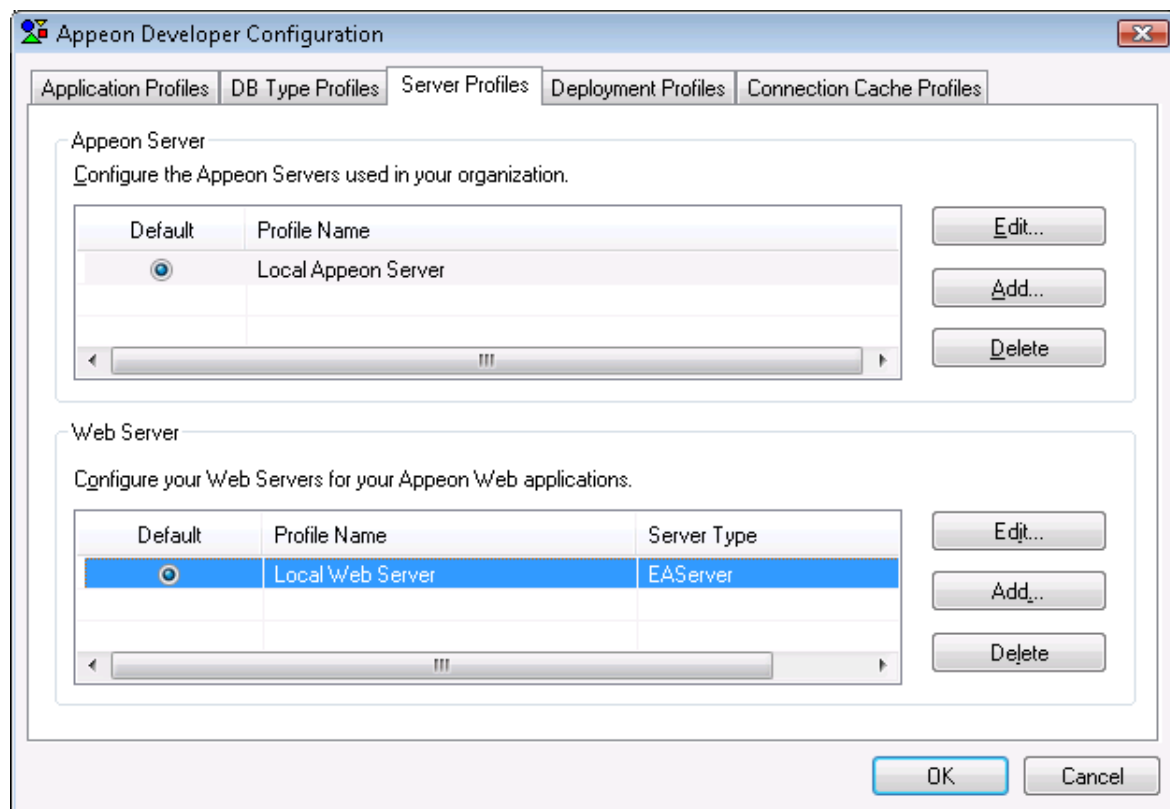 Appeon Developer Configuration
Application Profiles DB Type Profiles Server Profiles Deployment Profiles Connection Cache Profiles
Appeon Server
Configure the Appeon Servers used in your organization.
Default Profile Name
Local Appeon Server
Edit...
Add...
Delete
Web Server
Configure your Web Servers for your Appeon Web applications.
Default Profile Name Server Type
Local Web Server EAServer
Edit...
Add...
Delete
OK Cancel